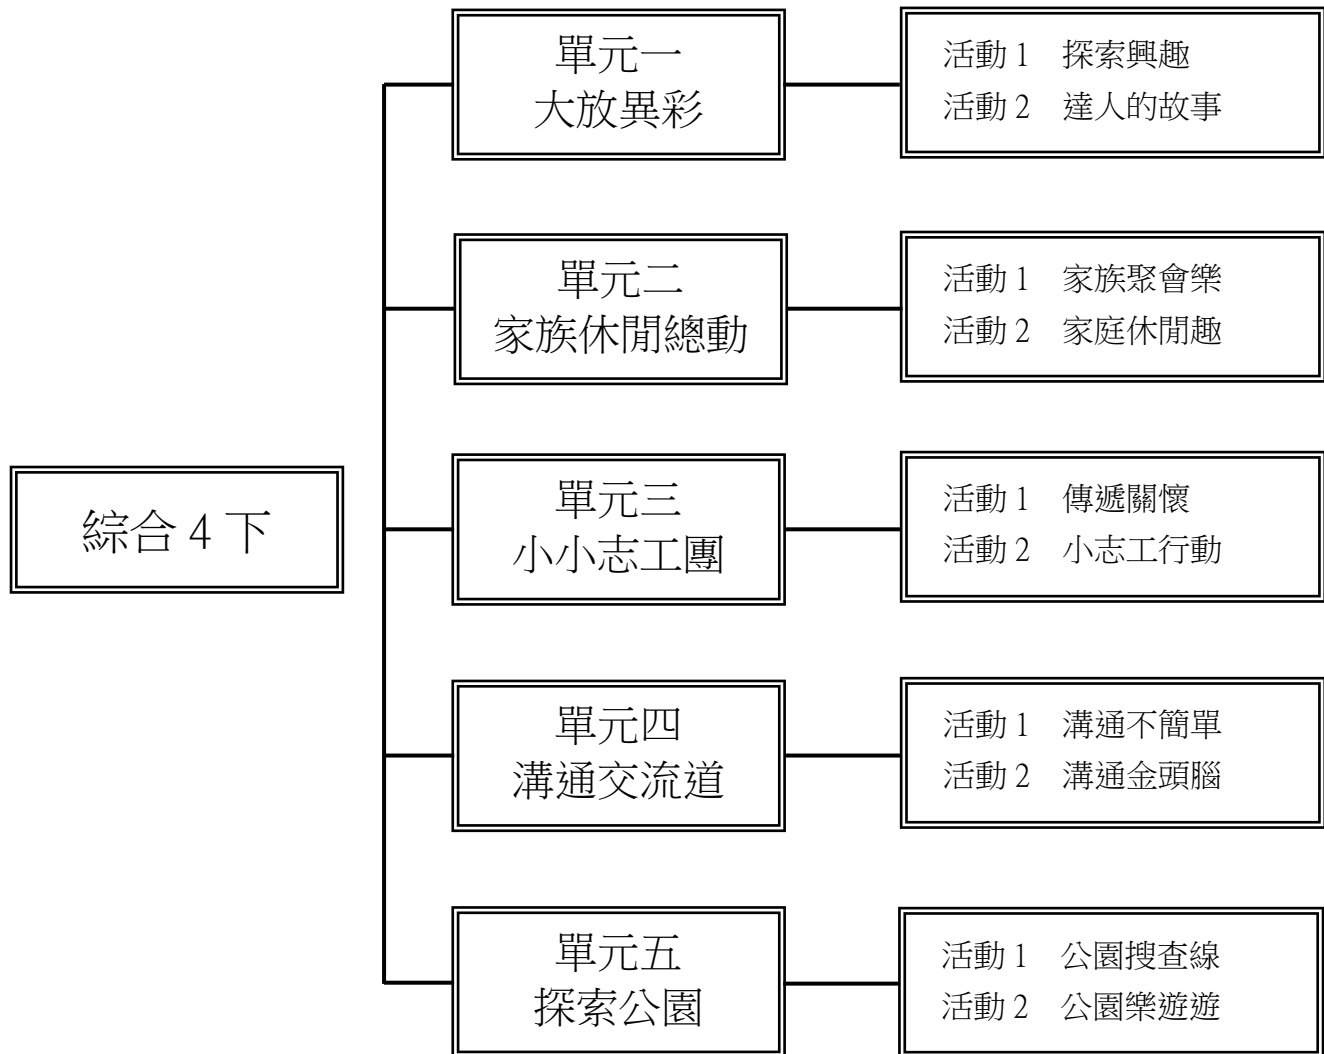 單元一
大放異彩
活動 1　探索興趣
活動 2　達人的故事
單元二
家族休閒總動
活動 1　家族聚會樂
活動 2　家庭休閒趣
綜合 4 下
單元三
小小志工團
活動 1　傳遞關懷
活動 2　小志工行動
單元四
溝通交流道
活動 1　溝通不簡單
活動 2　溝通金頭腦
單元五
探索公園
活動 1　公園搜查線
活動 2　公園樂遊遊